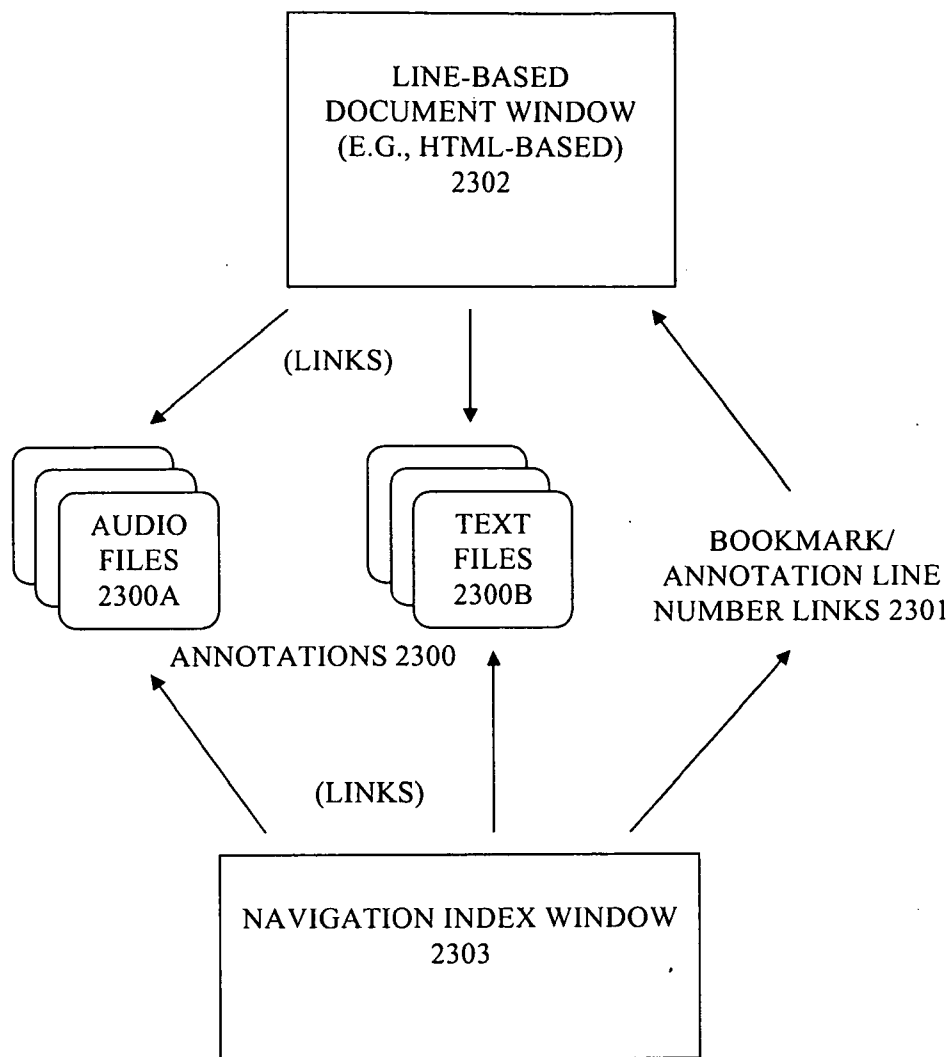 LINE-BASED
DOCUMENT WINDOW
(E.G., HTML-BASED)
2302
(LINKS)
AUDIO
FILES
2300A
TEXT
FILES
2300B
BOOKMARK/
ANNOTATION LINE
NUMBER LINKS 2301
ANNOTATIONS 2300
(LINKS)
NAVIGATION INDEX WINDOW
2303